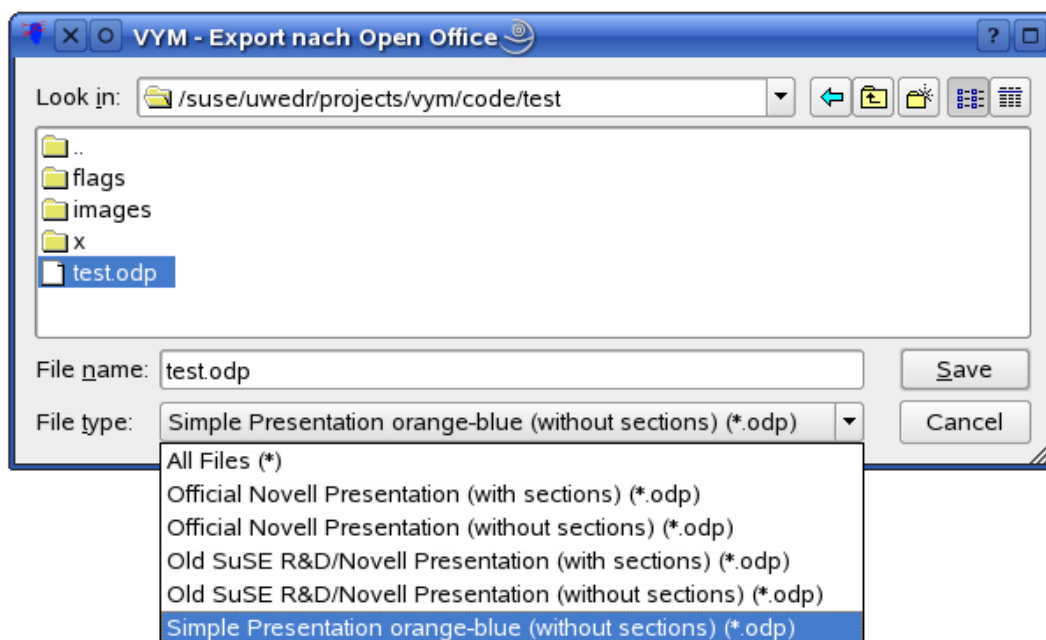 VYM - Export nach Open Office
?
Look in: /suse/uwedr/projects/vym/code/test
..
flags
images
x
test.odp
File name: test.odp Save
File type: Simple Presentation orange-blue (without sections) (*.odp) Cancel
All Files (*)
Official Novell Presentation (with sections) (*.odp)
Official Novell Presentation (without sections) (*.odp)
Old SuSE R&D/Novell Presentation (with sections) (*.odp)
Old SuSE R&D/Novell Presentation (without sections) (*.odp)
Simple Presentation orange-blue (without sections) (*.odp)